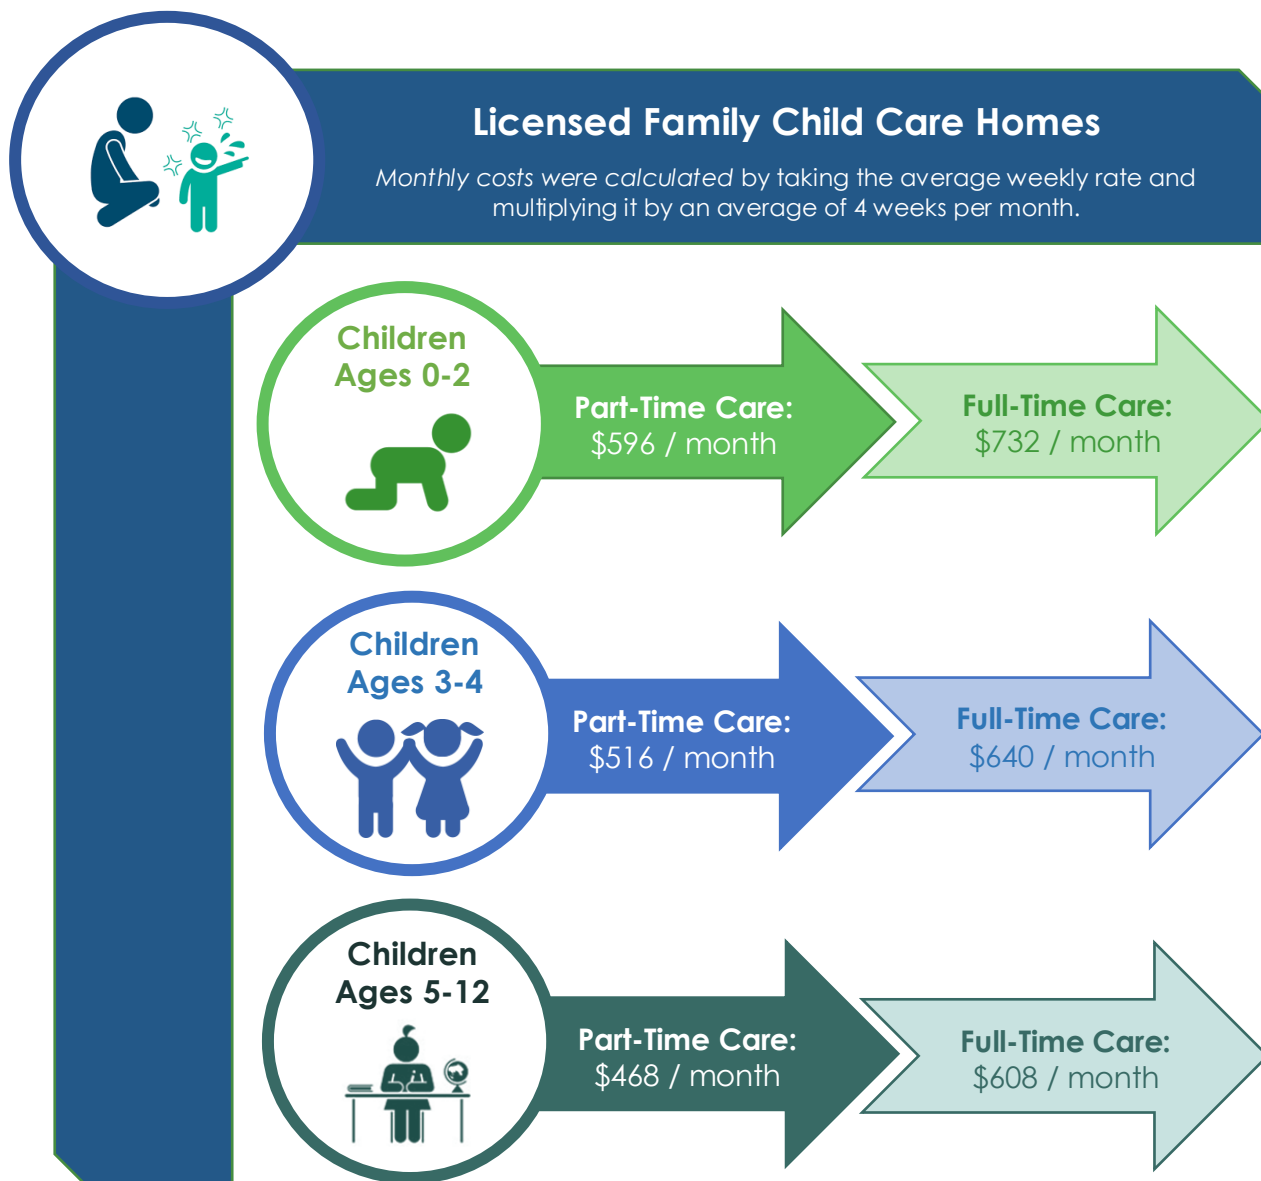 Licensed Family Child Care Homes
Monthly costs were calculated by taking the average weekly rate and
multiplying it by an average of 4 weeks per month.
Children
Ages 0-2
Part-Time Care:
$596 / month
Full-Time Care:
$732 / month
Children
Ages 3-4
Part-Time Care:
$516 / month
Full-Time Care:
$640 / month
Children
Ages 5-12
Part-Time Care:
$468 / month
Full-Time Care:
$608 / month